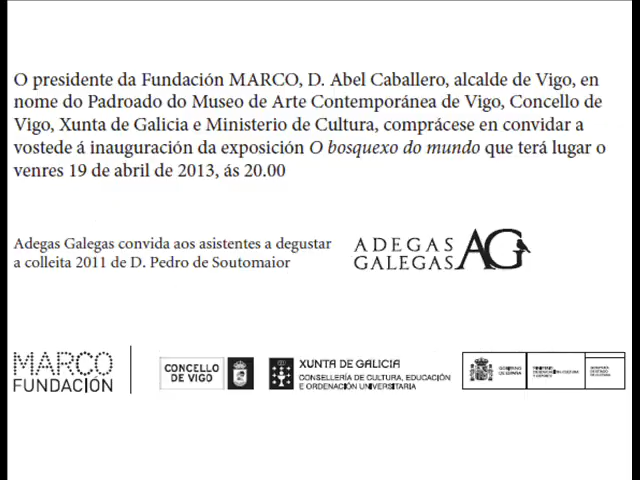 O presidente da Fundación MARCO, D. Abel Caballero, alcalde de Vigo, en
nome do Padroado do Museo de Arte Contemporánea de Vigo, Concello de
Vigo, Xunta de Galicia e Ministerio de Cultura, comprácese en convidar a
vostede á inauguración da exposición O bosquexo do mundo que terá lugar o
venres 19 de abril de 2013, ás 20.00
Adegas Galegas convida aos asistentes a degustar
a colleita 2011 de D. Pedro de Soutomaior
ADEGAS
GALEGAS AG
MARCO
FUNDACIÓN
CONCELLO
DE VIGO
XUNTA DE GALICIA
CONSELLERÍA DE CULTURA, EDUCACIÓN
E ORDENACIÓN UNIVERSITARIA
GOBIERNO
DE ESPAÑA